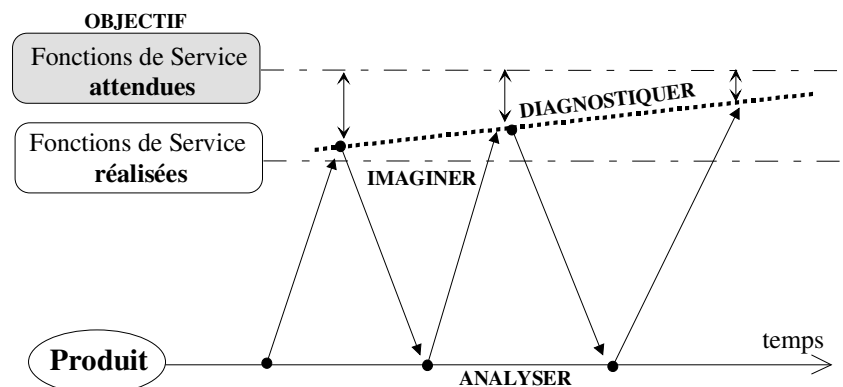 OBJECTIF
Fonctions de Service
attendues
DIAGNOSTIQUER
Fonctions de Service
réalisées
IMAGINER
temps
Produit
ANALYSER